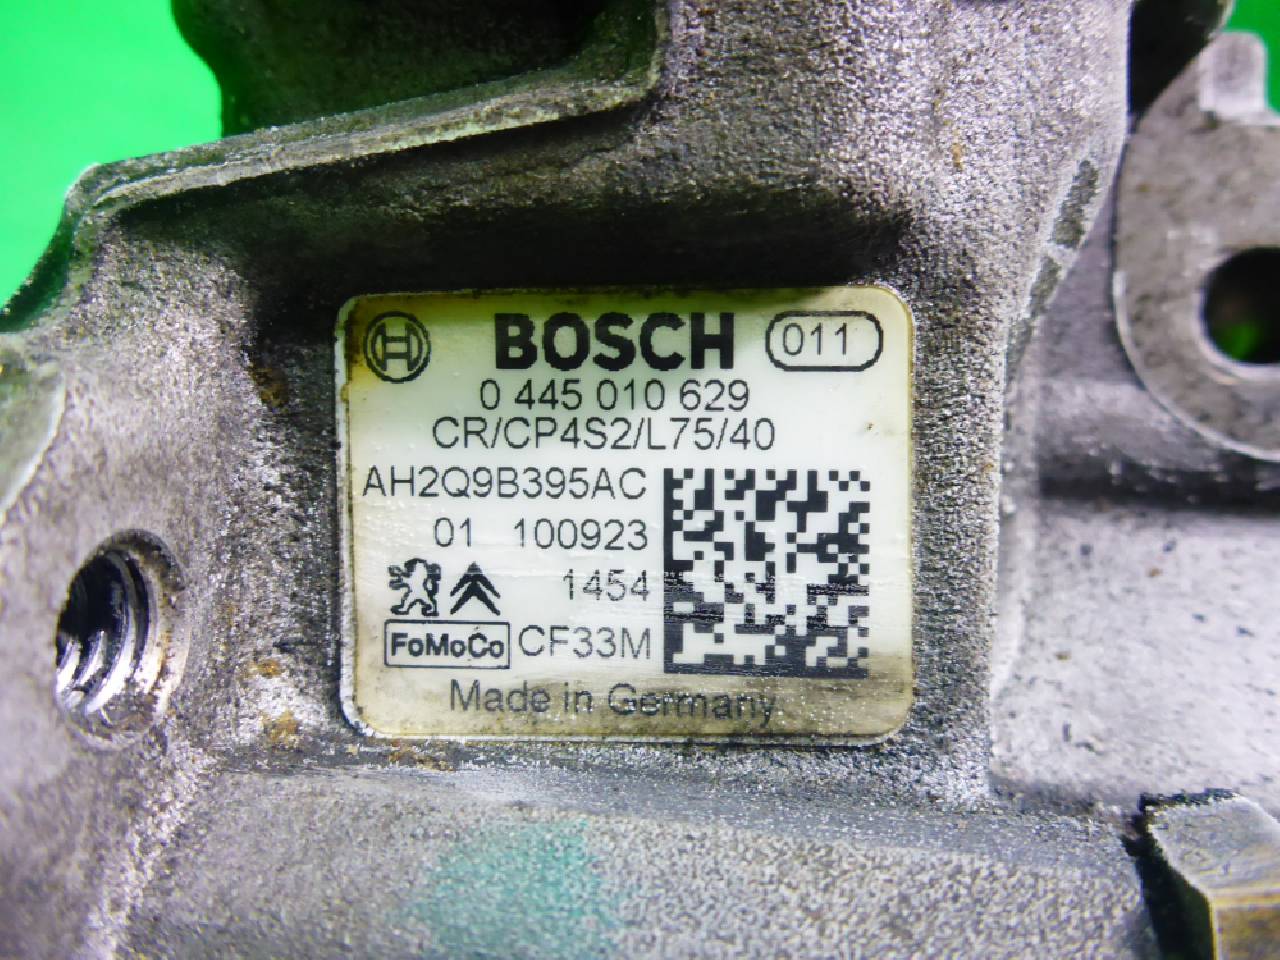 BOSCH 011
0 445 010 629
CR/CP4S2/L75/40
AH2Q9B395AC
01 100923
1454
FoMoCo CF33M
Made in Germany